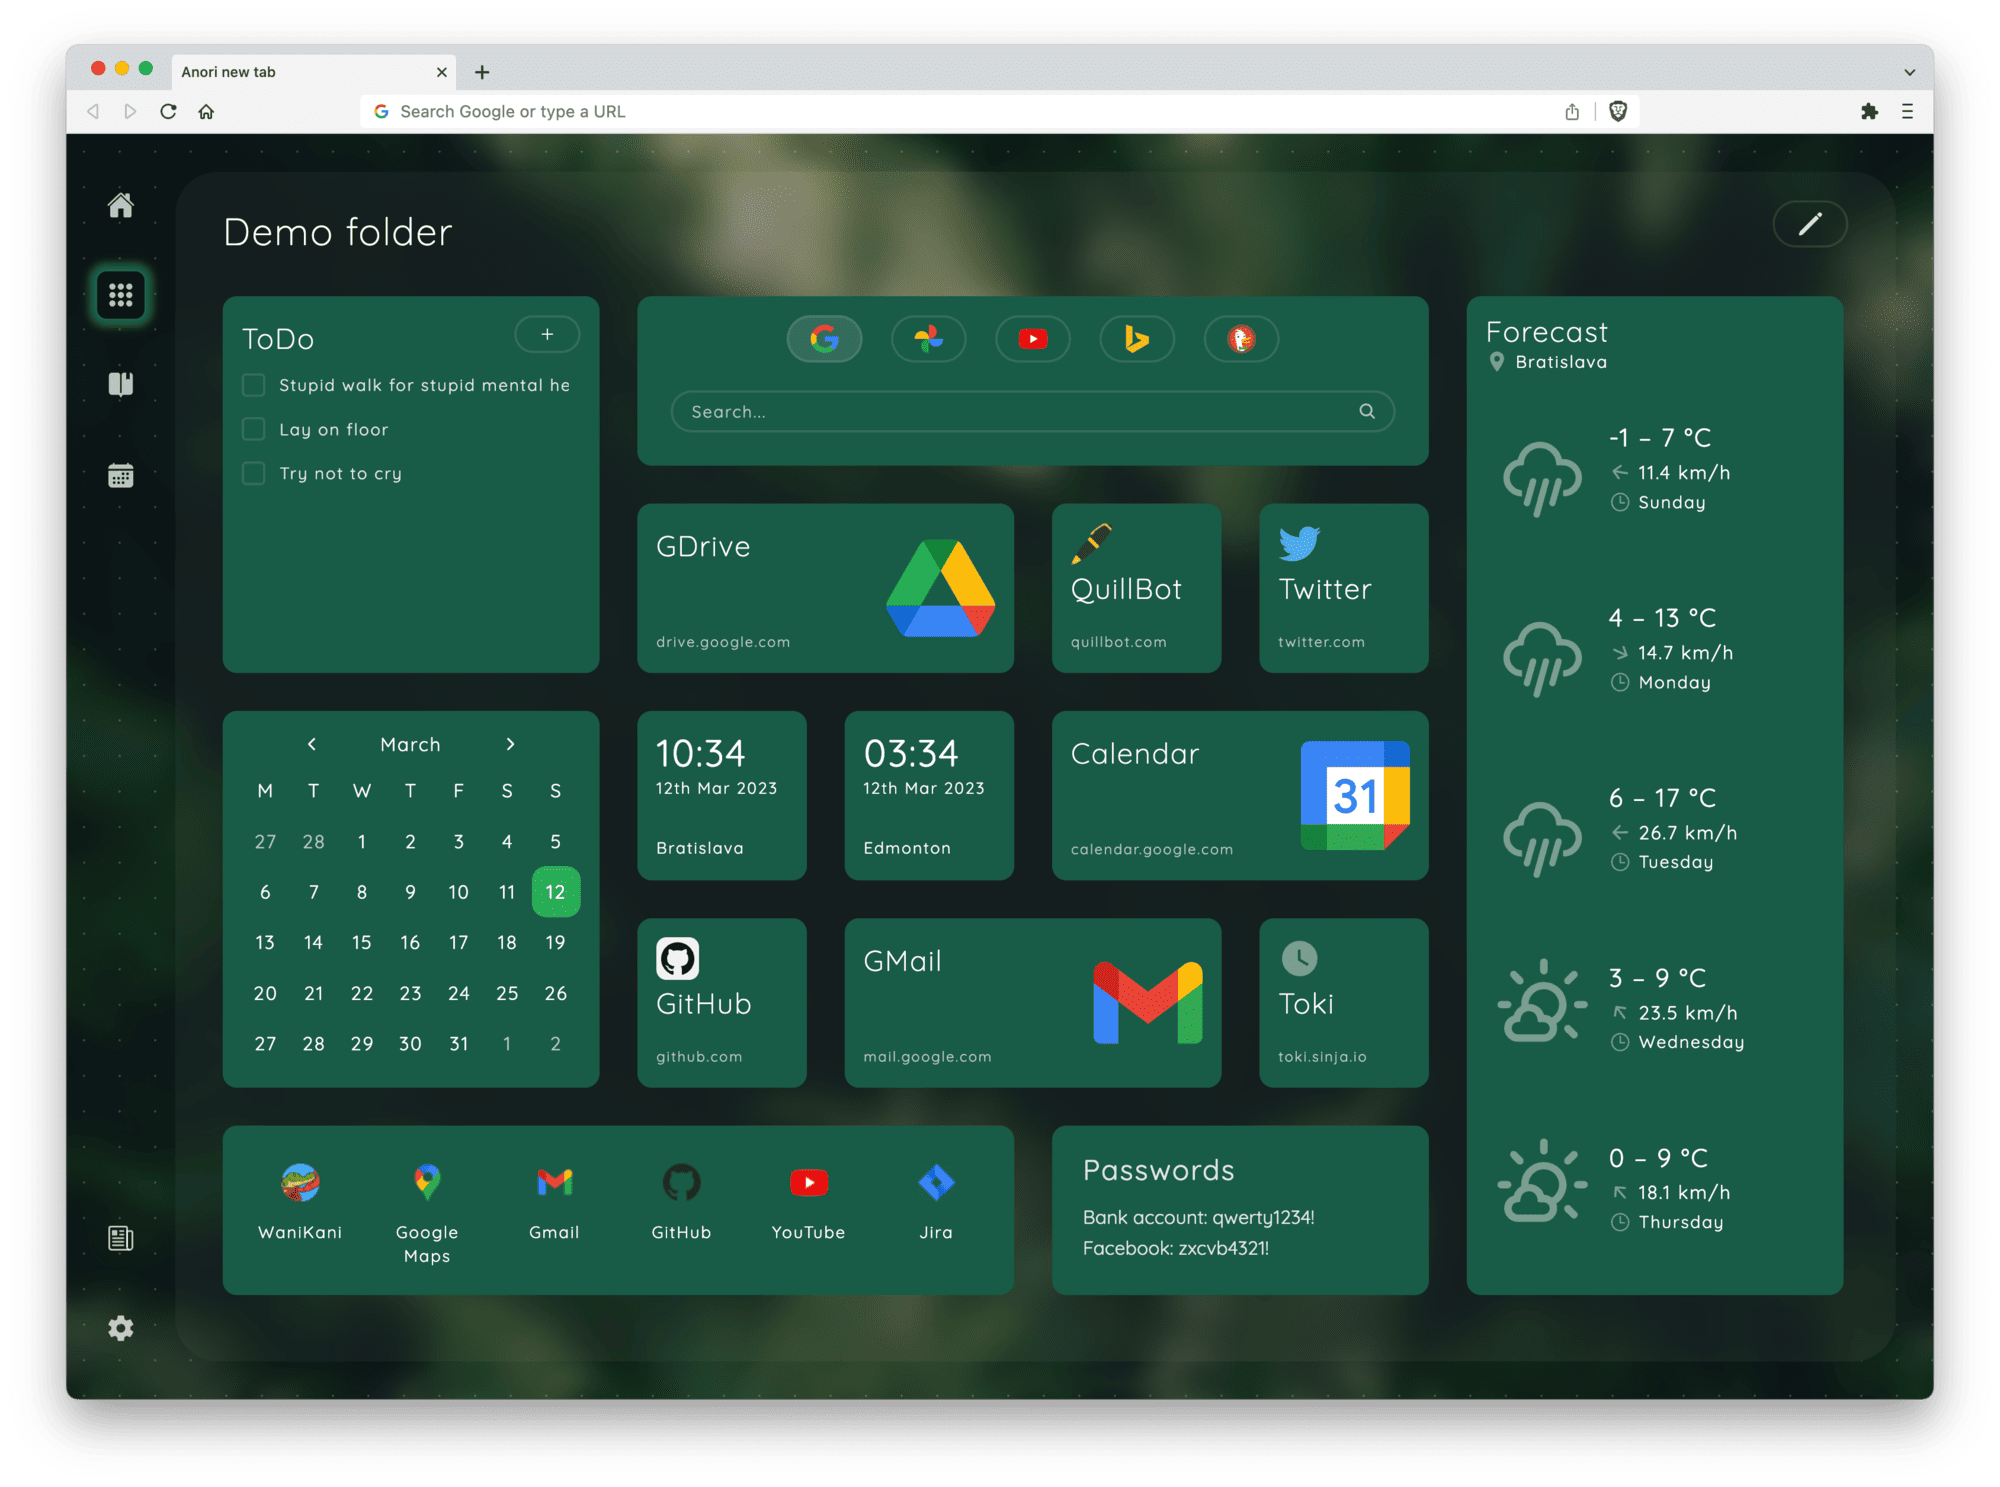 Anori new tab
Search Google or type a URL
Demo folder
ToDo
Stupid walk for stupid mental he
Lay on floor
Try not to cry
Search...
GDrive
drive.google.com
QuillBot
quillbot.com
Twitter
twitter.com
Forecast
Bratislava
-1 – 7 °C
11.4 km/h
Sunday
4 – 13 °C
14.7 km/h
Monday
6 – 17 °C
26.7 km/h
Tuesday
3 – 9 °C
23.5 km/h
Wednesday
0 – 9 °C
18.1 km/h
Thursday
March
M T W T F S S
27 28 1 2 3 4 5
6 7 8 9 10 11 12
13 14 15 16 17 18 19
20 21 22 23 24 25 26
27 28 29 30 31 1 2
10:34
12th Mar 2023
Bratislava
03:34
12th Mar 2023
Edmonton
Calendar
calendar.google.com
31
GitHub
github.com
GMail
mail.google.com
Toki
toki.sinja.io
WaniKani
Google
Maps
Gmail
GitHub
YouTube
Jira
Passwords
Bank account: qwerty1234!
Facebook: zxcvb4321!